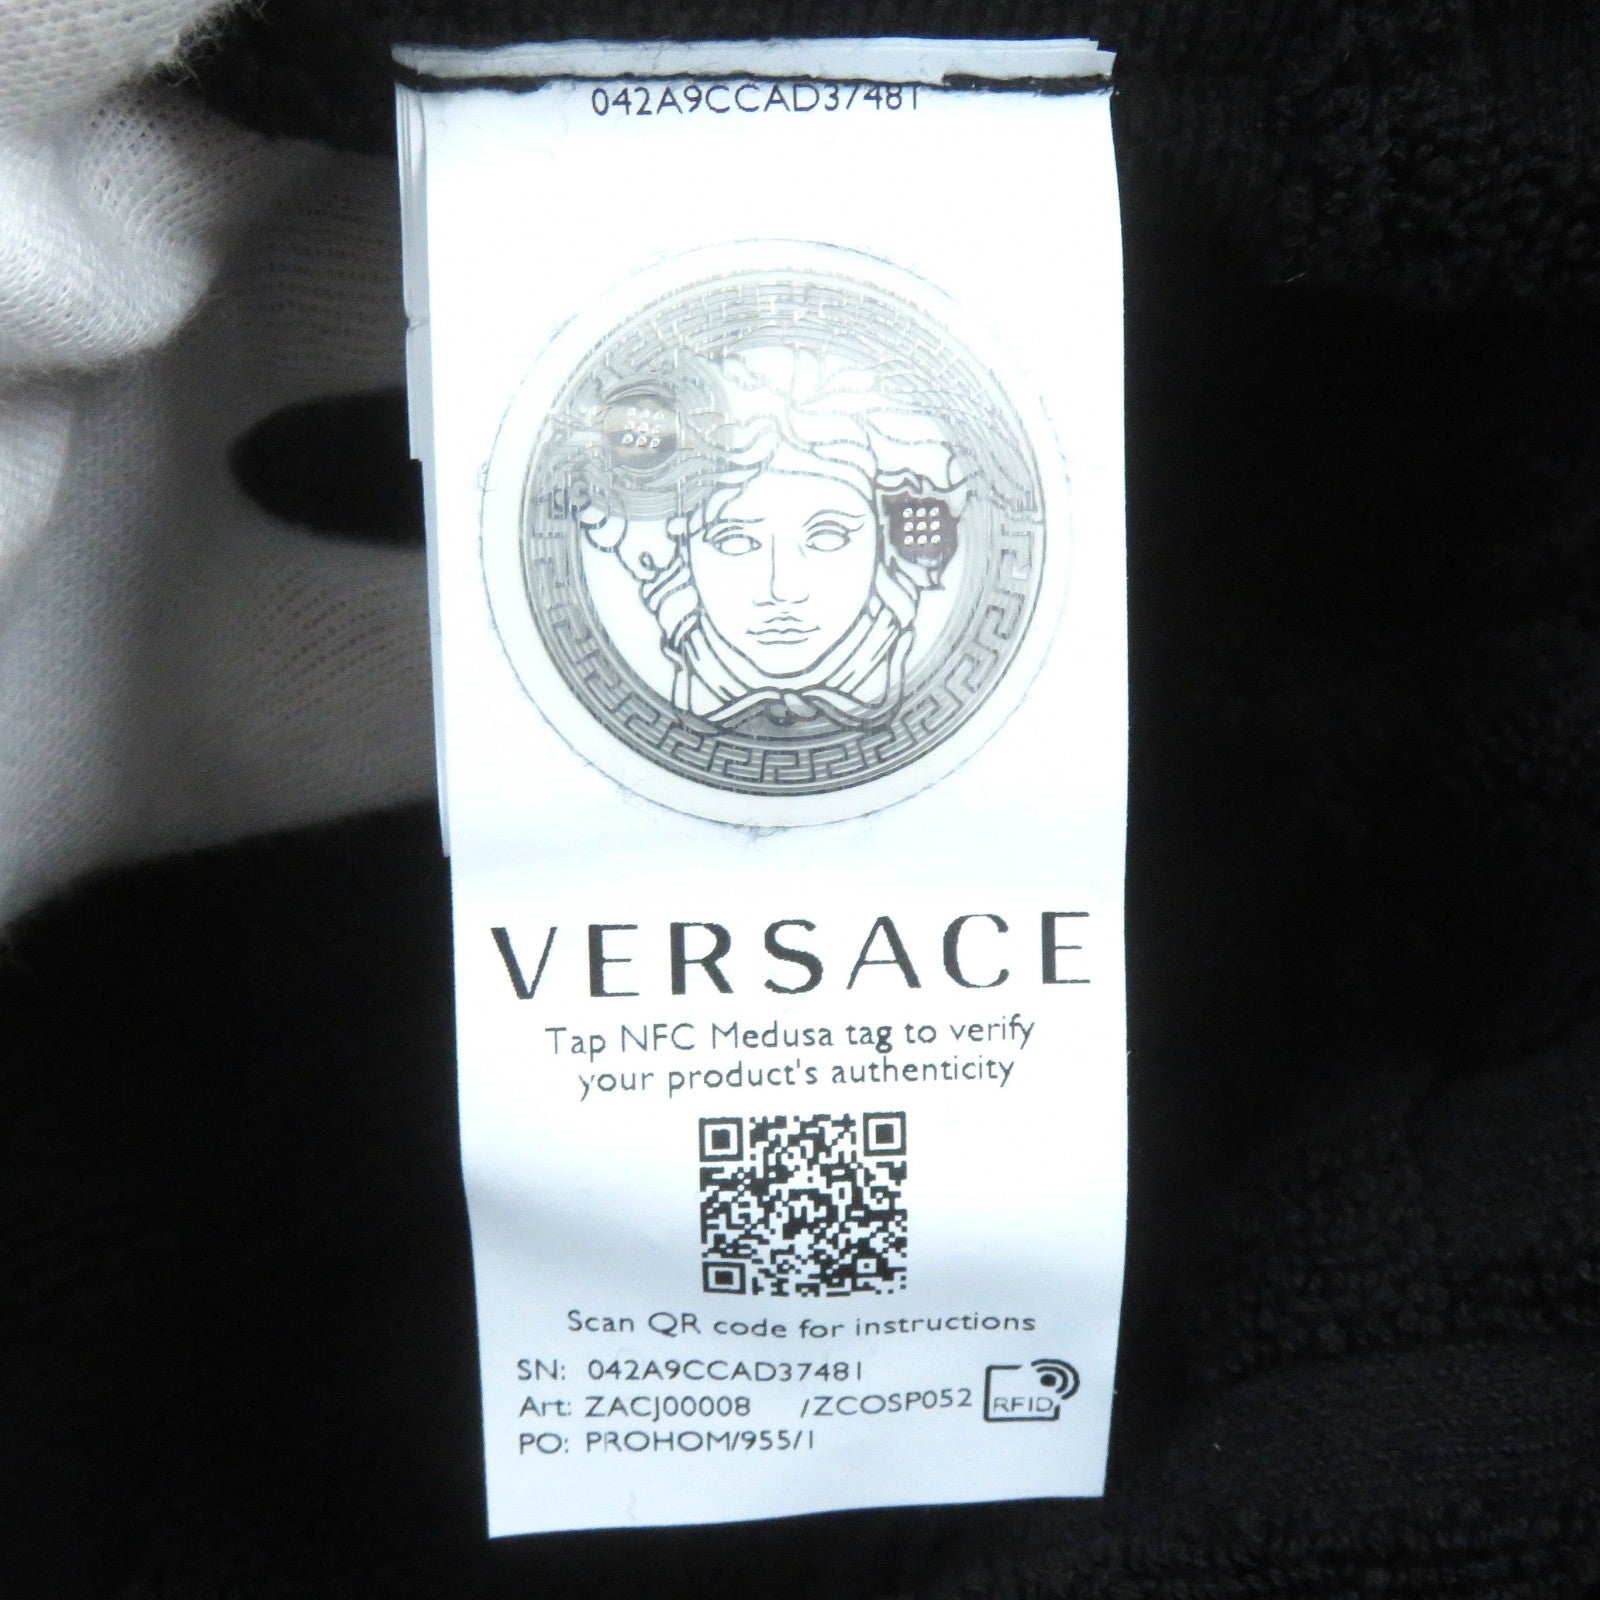 042A9CCAD37481
VERSACE
Tap NFC Medusa tag to verify
your product's authenticity
Scan QR code for instructions
SN: 042A9CCAD37481
Art: ZACJ00008 /ZCOSP052
RFID
PO: PROHOM/955/1